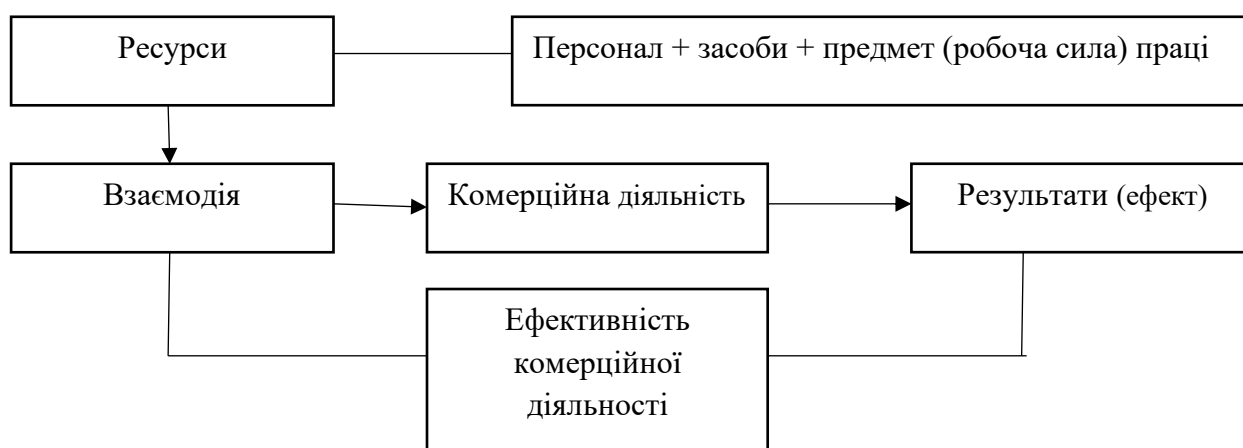 Ресурси
Персонал + засоби + предмет (робоча сила) праці
Взаємодія
Комерційна діяльність
Результати (ефект)
Ефективність
комерційної
діяльності